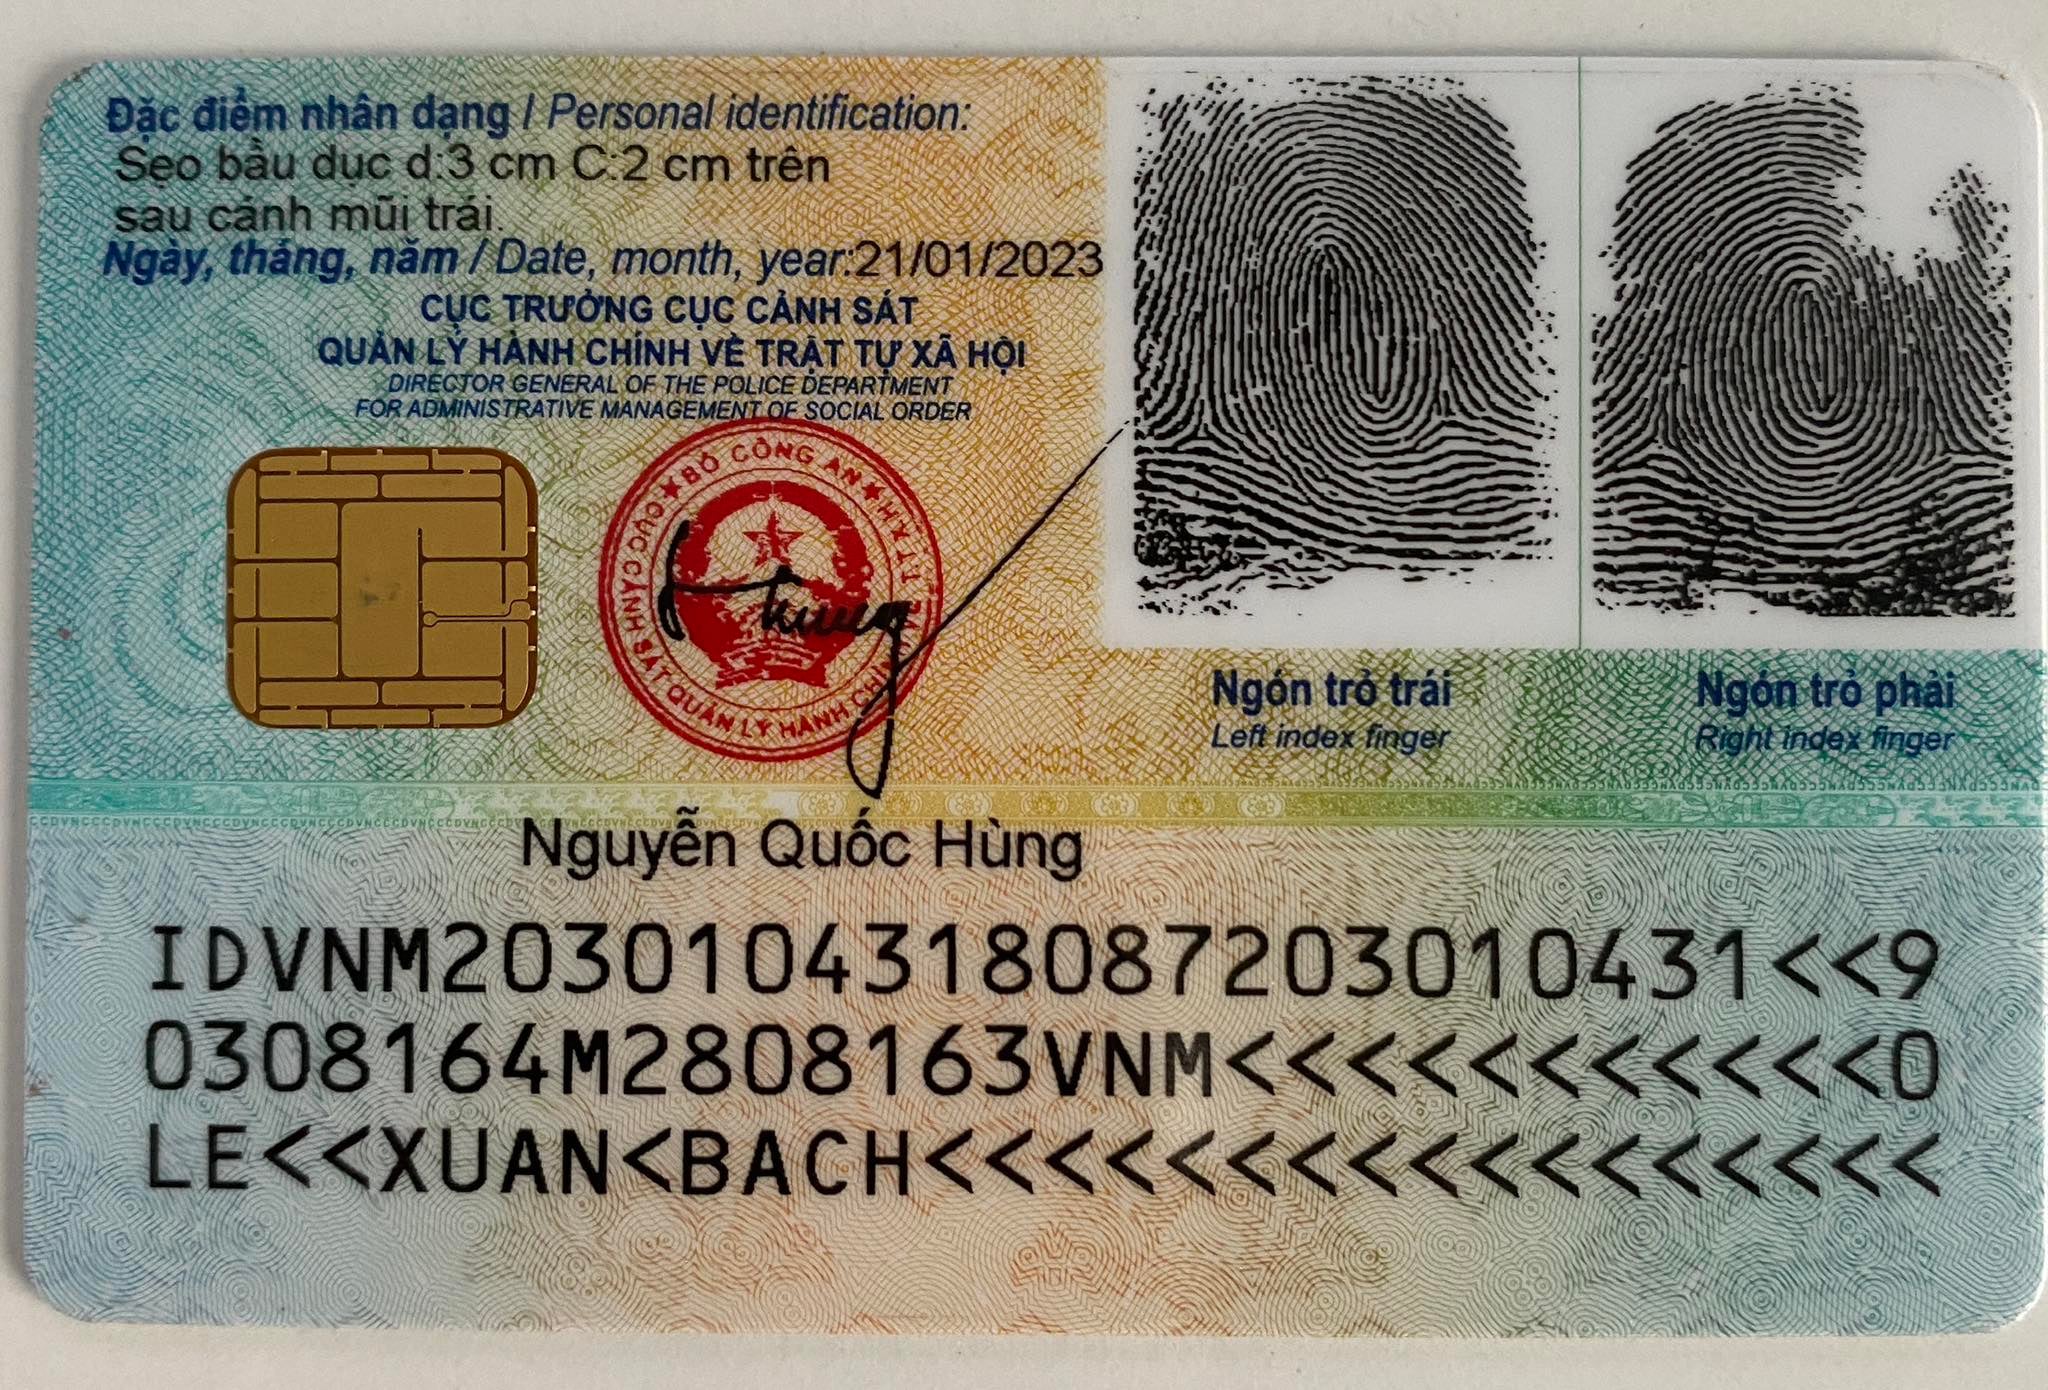 Đặc điểm nhân dạng / Personal identification:
Sẹo bầu dục d:3 cm C:2 cm trên
sau cánh mũi trái.
Ngày, tháng, năm / Date, month, year:21/01/2023
CỤC TRƯỞNG CỤC CẢNH SÁT
QUẢN LÝ HÀNH CHÍNH VỀ TRẬT TỰ XÃ HỘI
DIRECTOR GENERAL OF THE POLICE DEPARTMENT
FOR ADMINISTRATIVE MANAGEMENT OF SOCIAL ORDER
BỘ CÔNG AN
CỤC CẢNH SÁT QUẢN LÝ HÀNH CHÍNH
Ngón trỏ trái
Left index finger
Ngón trỏ phải
Right index finger
Nguyễn Quốc Hùng
IDVNM2030104318087203010431<<9
0308164M2808163VNM<<<<<<<<<<<0
LE<<XUAN<BACH<<<<<<<<<<<<<<<<<